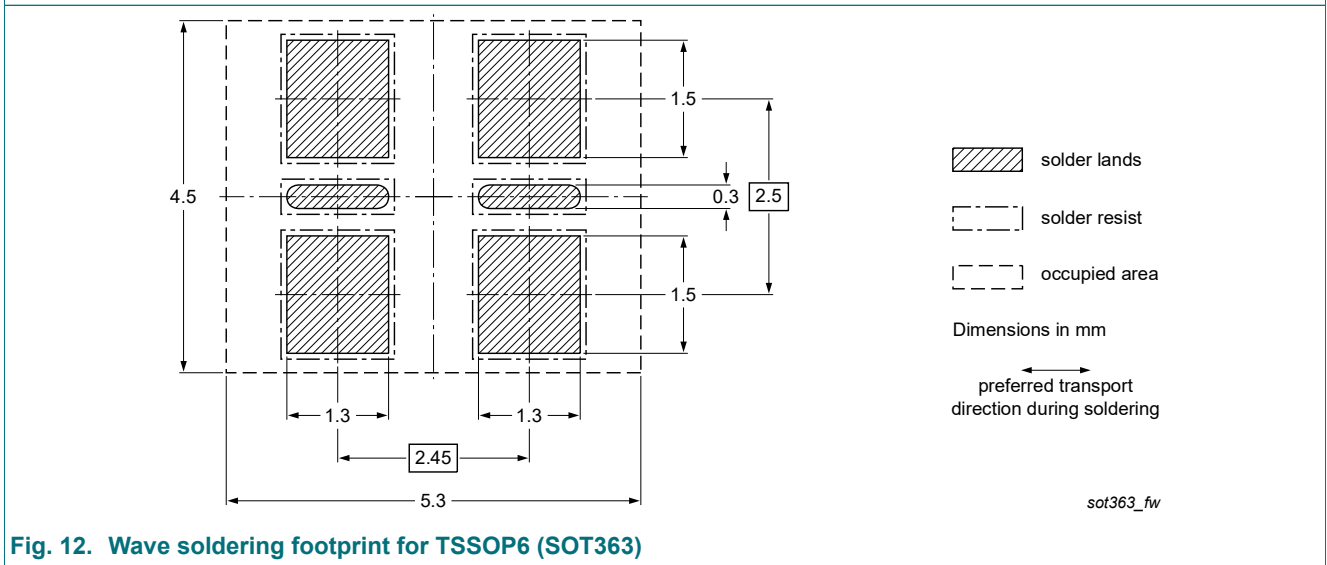 1.5
solder lands
4.5
0.3
2.5
solder resist
occupied area
1.5
Dimensions in mm
preferred transport
direction during soldering
1.3
1.3
2.45
5.3
sot363_fw
Fig. 12. Wave soldering footprint for TSSOP6 (SOT363)